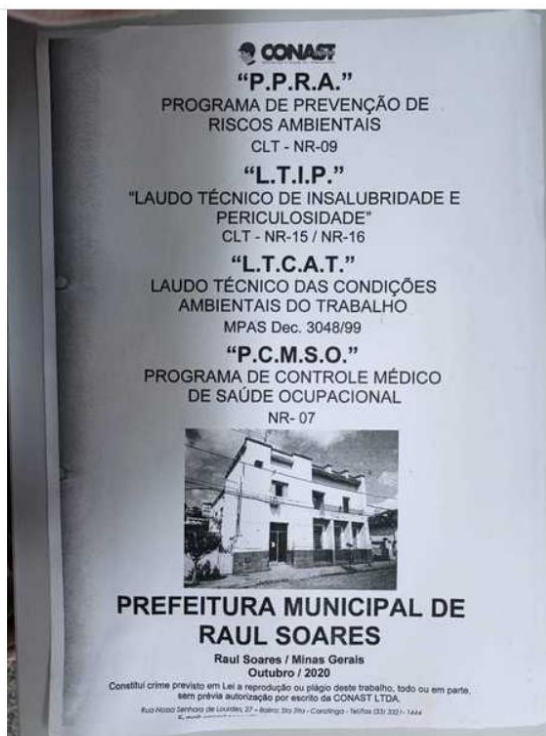 CONAST
“P.P.R.A.”
PROGRAMA DE PREVENÇÃO DE
RISCOS AMBIENTAIS
CLT - NR-09
“L.T.I.P.”
“LAUDO TÉCNICO DE INSALUBRIDADE E
PERICULOSIDADE”
CLT - NR-15 / NR-16
“L.T.C.A.T.”
LAUDO TÉCNICO DAS CONDIÇÕES
AMBIENTAIS DO TRABALHO
MPAS Dec. 3048/99
“P.C.M.S.O.”
PROGRAMA DE CONTROLE MÉDICO
DE SAÚDE OCUPACIONAL
NR- 07
PREFEITURA MUNICIPAL DE
RAUL SOARES
Raul Soares / Minas Gerais
Outubro / 2020
Constitui crime previsto em Lei a reprodução ou plágio deste trabalho, todo ou em parte,
sem prévia autorização por escrito da CONAST LTDA.
Rua Nossa Senhora de Lourdes, 27 – Bairro: Sta Zita - Caratinga - Telifax (33) 3321- 1444